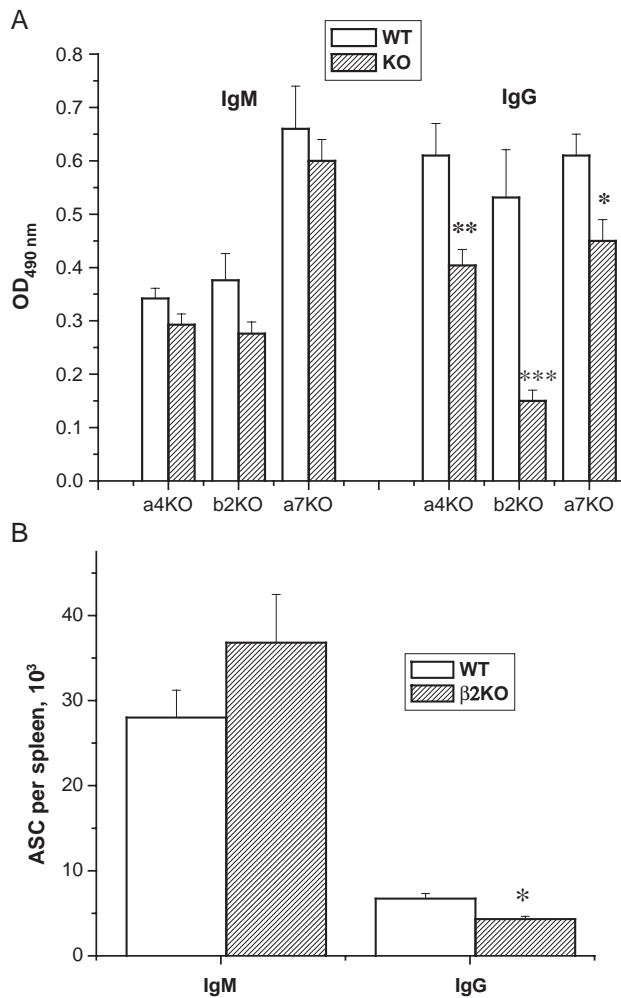 A
WT
KO
IgM
IgG
0.8
0.7
0.6
0.5
0.4
0.3
0.2
0.1
0.0
OD490 nm
**
***
*
a4KO b2KO a7KO a4KO b2KO a7KO
B
WT
β2KO
40
30
20
10
0
ASC per spleen, 10³
*
IgM IgG